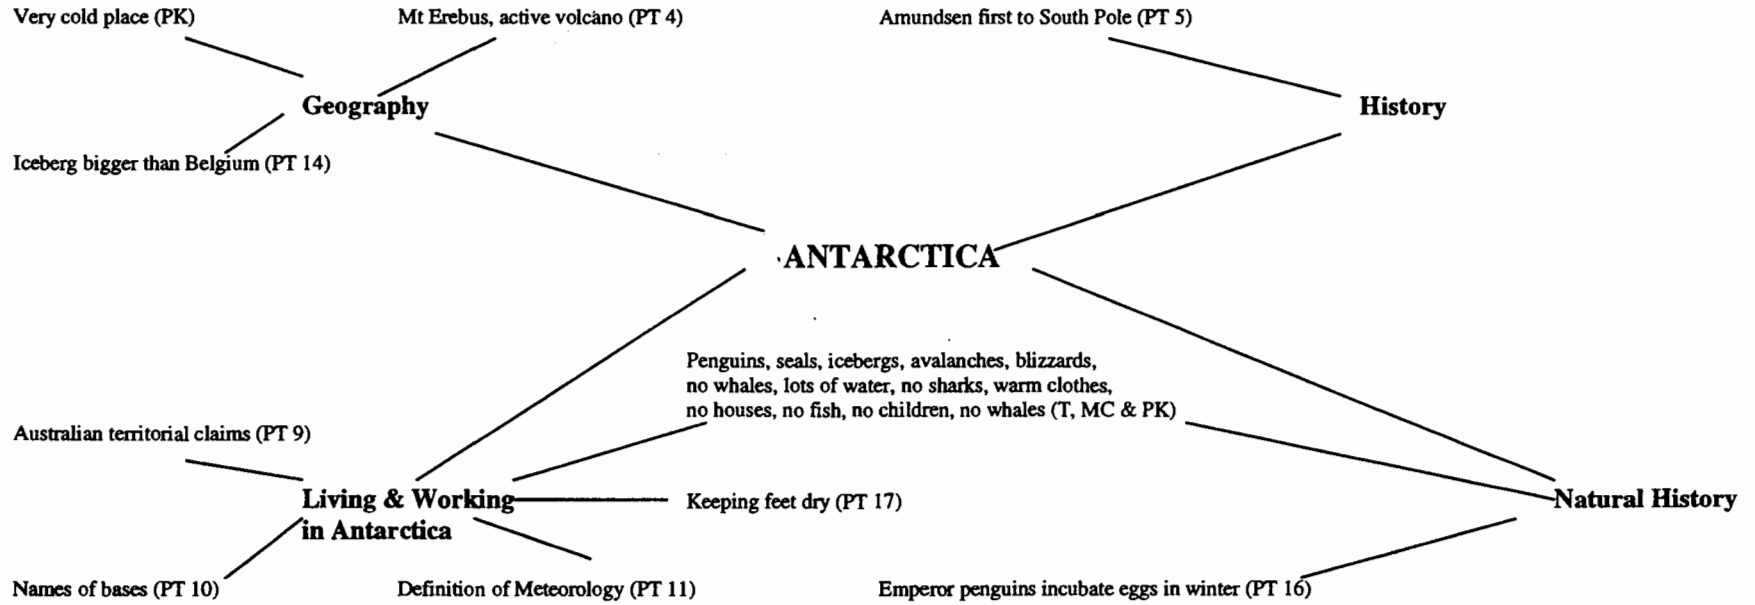 Very cold place (PK)
Mt Erebus, active volcano (PT 4)
Amundsen first to South Pole (PT 5)
Geography
History
Iceberg bigger than Belgium (PT 14)
ANTARCTICA
Penguins, seals, icebergs, avalanches, blizzards,
no whales, lots of water, no sharks, warm clothes,
no houses, no fish, no children, no whales (T, MC & PK)
Australian territorial claims (PT 9)
Living & Working
in Antarctica
Keeping feet dry (PT 17)
Natural History
Names of bases (PT 10)
Definition of Meteorology (PT 11)
Emperor penguins incubate eggs in winter (PT 16)